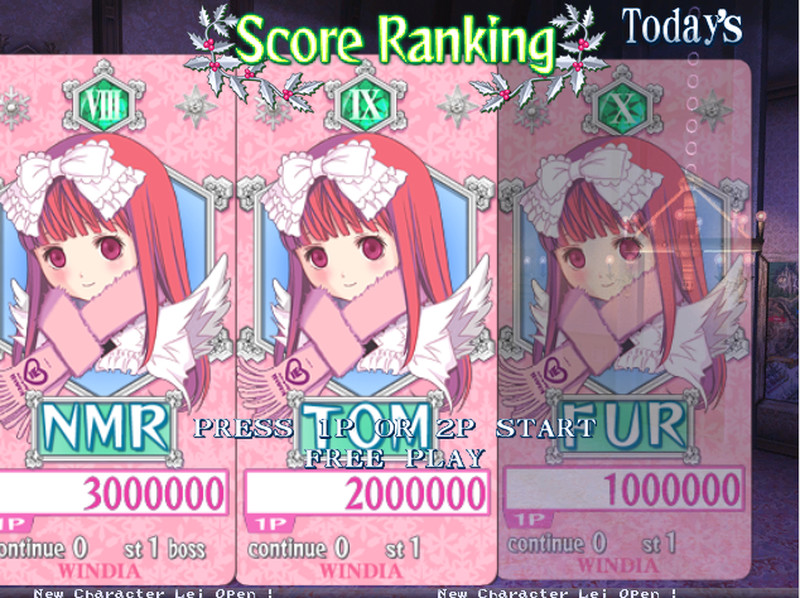 Score Ranking
Today's
VIII
IX
X
NMR
TOM
FUR
PRESS 1P OR 2P START
FREE PLAY
3000000
2000000
1000000
1P
1P
1P
continue 0 st 1 boss
continue 0 st 1
continue 0 st 1
WINDIA
WINDIA
WINDIA
New Character Lei Open !
New Character Lei Open !